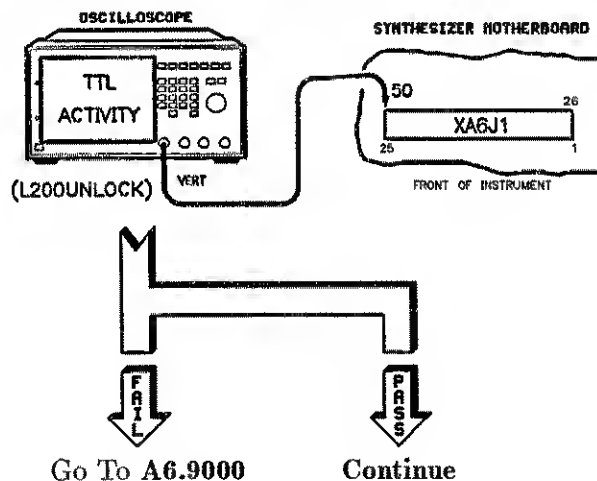 OSCILLOSCOPE
SYNTHESIZER MOTHERBOARD
TTL
ACTIVITY
50
26
XA6J1
25
1
(L200UNLOCK)
VERT
FRONT OF INSTRUMENT
FAIL
PASS
Go To A6.9000
Continue